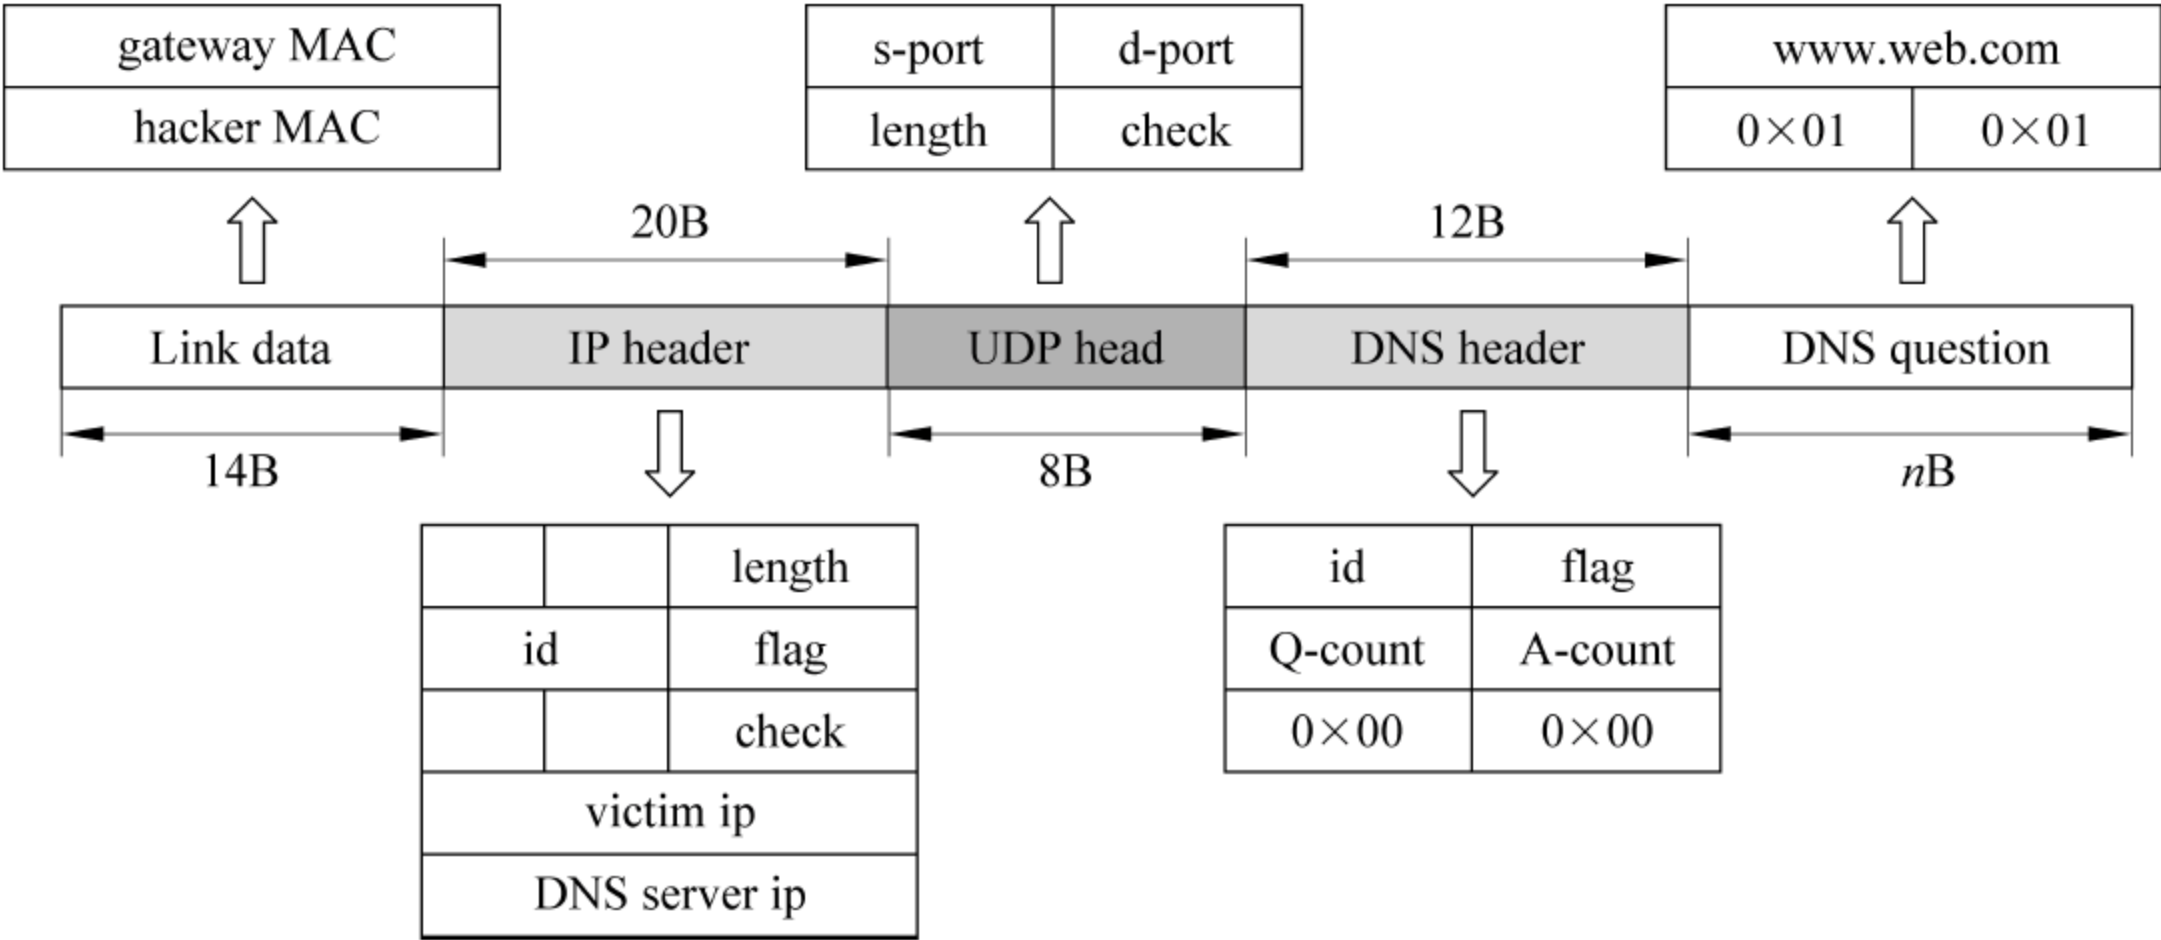 gateway MAC
hacker MAC
s-port d-port
length check
www.web.com
0×01 0×01
20B 12B
Link data IP header UDP head DNS header DNS question
14B 8B nB
length
id flag
check
victim ip
DNS server ip
id flag
Q-count A-count
0×00 0×00